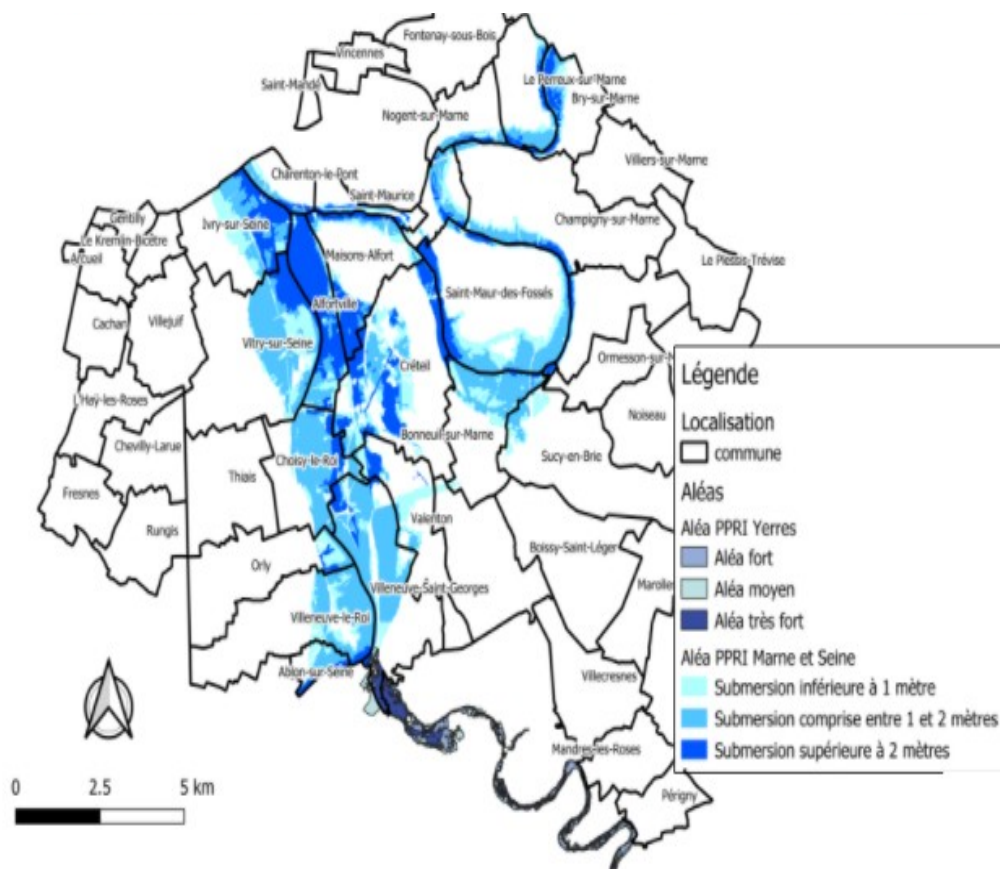 Fontenay-sous-Bois
Vincennes
Saint-Mandé
Le Perreux-sur-Marne
Bry-sur-Marne
Nogent-sur-Marne
Villiers-sur-Marne
Charenton-le-Pont
Saint-Maurice
Gentilly
Ivry-sur-Seine
Champigny-sur-Marne
Le Kremlin-Bicêtre
Arcueil
Maisons-Alfort
Le Plessis-Trévise
Saint-Maur-des-Fossés
Alfortville
Cachan
Villejuif
Vitry-sur-Seine
Créteil
Ormesson-sur-
L'Haÿ-les-Roses
Noiseau
Bonneuil-sur-Marne
Chevilly-Larue
Sucy-en-Brie
Choisy-le-Roi
Thiais
Fresnes
Rungis
Valenton
Boissy-Saint-Léger
Orly
Marolle
Villeneuve-Saint-Georges
Villeneuve-le-Roi
Ablon-sur-Seine
Villecresnes
Mandres-les-Roses
Périgny
Légende
Localisation
commune
Aléas
Aléa PPRI Yerres
Aléa fort
Aléa moyen
Aléa très fort
Aléa PPRI Marne et Seine
Submersion inférieure à 1 mètre
Submersion comprise entre 1 et 2 mètres
Submersion supérieure à 2 mètres
0 2.5 5 km